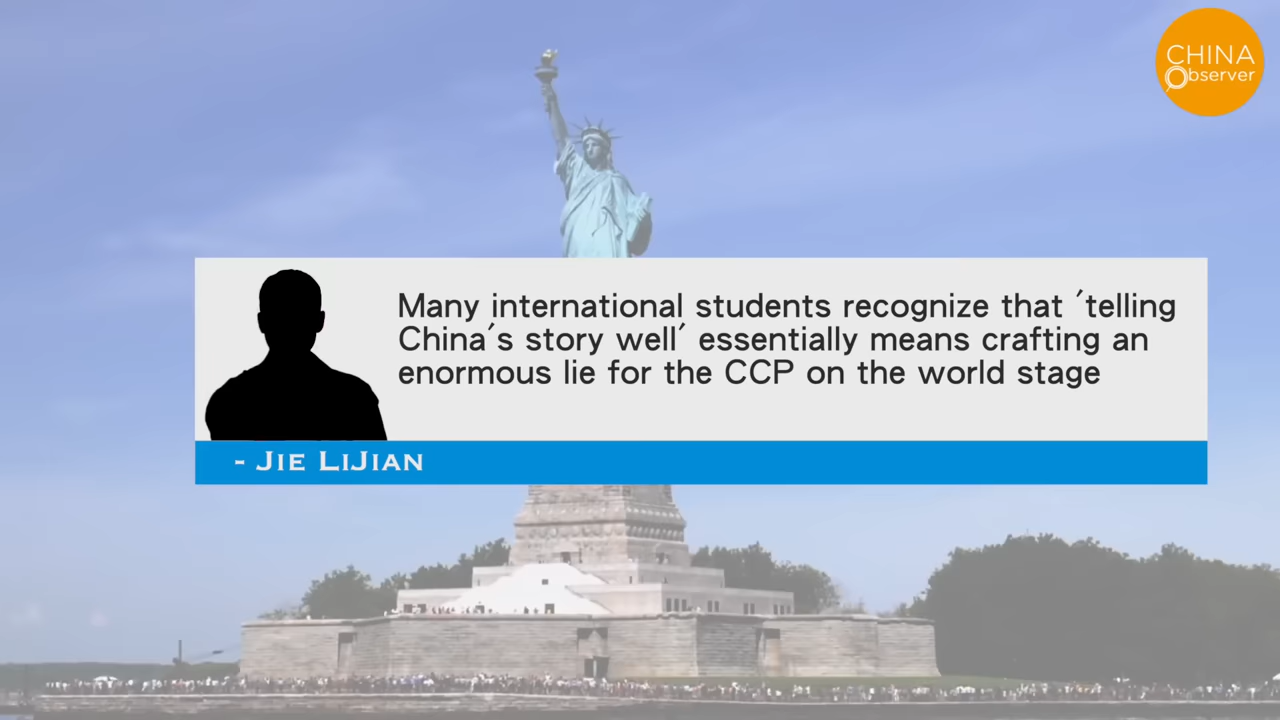 CHINA
Observer
Many international students recognize that ′telling
China′s story well′ essentially means crafting an
enormous lie for the CCP on the world stage
- JIE LIJIAN